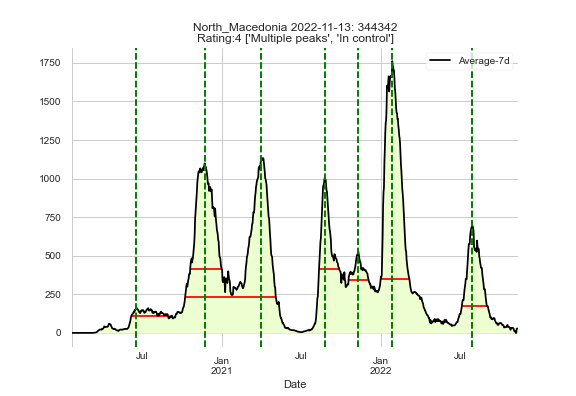 North_Macedonia 2022-11-13: 344342
Rating:4 ['Multiple peaks', 'In control']
Average-7d
1750
1500
1250
1000
750
500
250
0
Jul
Jan
2021
Jul
Jan
2022
Jul
Date